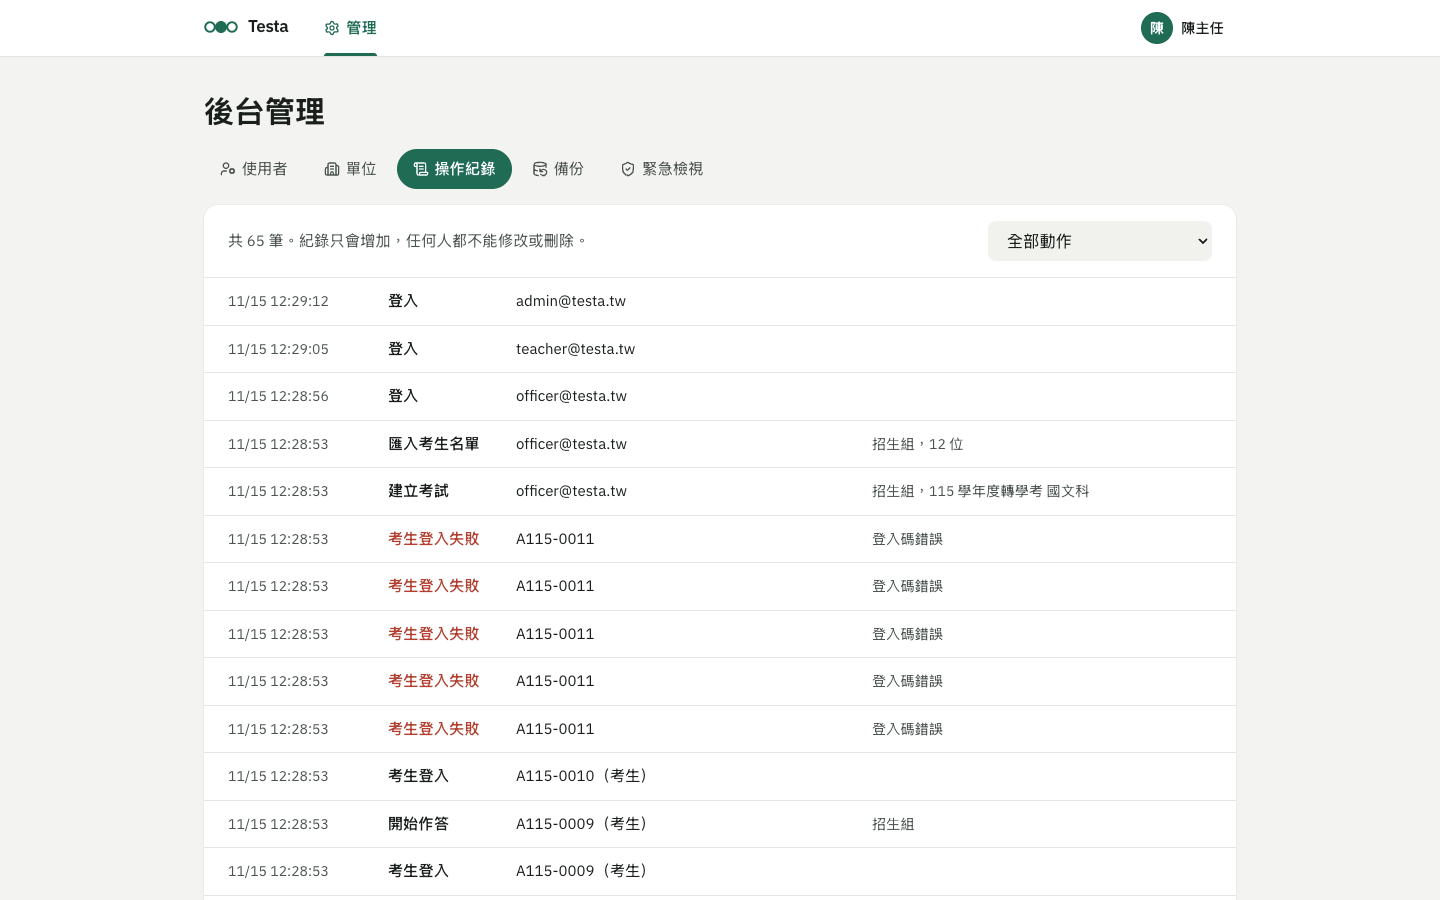 Testa
管理
陳
陳主任
後台管理
使用者
單位
操作紀錄
備份
緊急檢視
共 65 筆。紀錄只會增加，任何人都不能修改或刪除。
全部動作
11/15 12:29:12 登入 admin@testa.tw
11/15 12:29:05 登入 teacher@testa.tw
11/15 12:28:56 登入 officer@testa.tw
11/15 12:28:53 匯入考生名單 officer@testa.tw 招生組，12 位
11/15 12:28:53 建立考試 officer@testa.tw 招生組，115 學年度轉學考 國文科
11/15 12:28:53 考生登入失敗 A115-0011 登入碼錯誤
11/15 12:28:53 考生登入失敗 A115-0011 登入碼錯誤
11/15 12:28:53 考生登入失敗 A115-0011 登入碼錯誤
11/15 12:28:53 考生登入失敗 A115-0011 登入碼錯誤
11/15 12:28:53 考生登入失敗 A115-0011 登入碼錯誤
11/15 12:28:53 考生登入 A115-0010（考生）
11/15 12:28:53 開始作答 A115-0009（考生） 招生組
11/15 12:28:53 考生登入 A115-0009（考生）